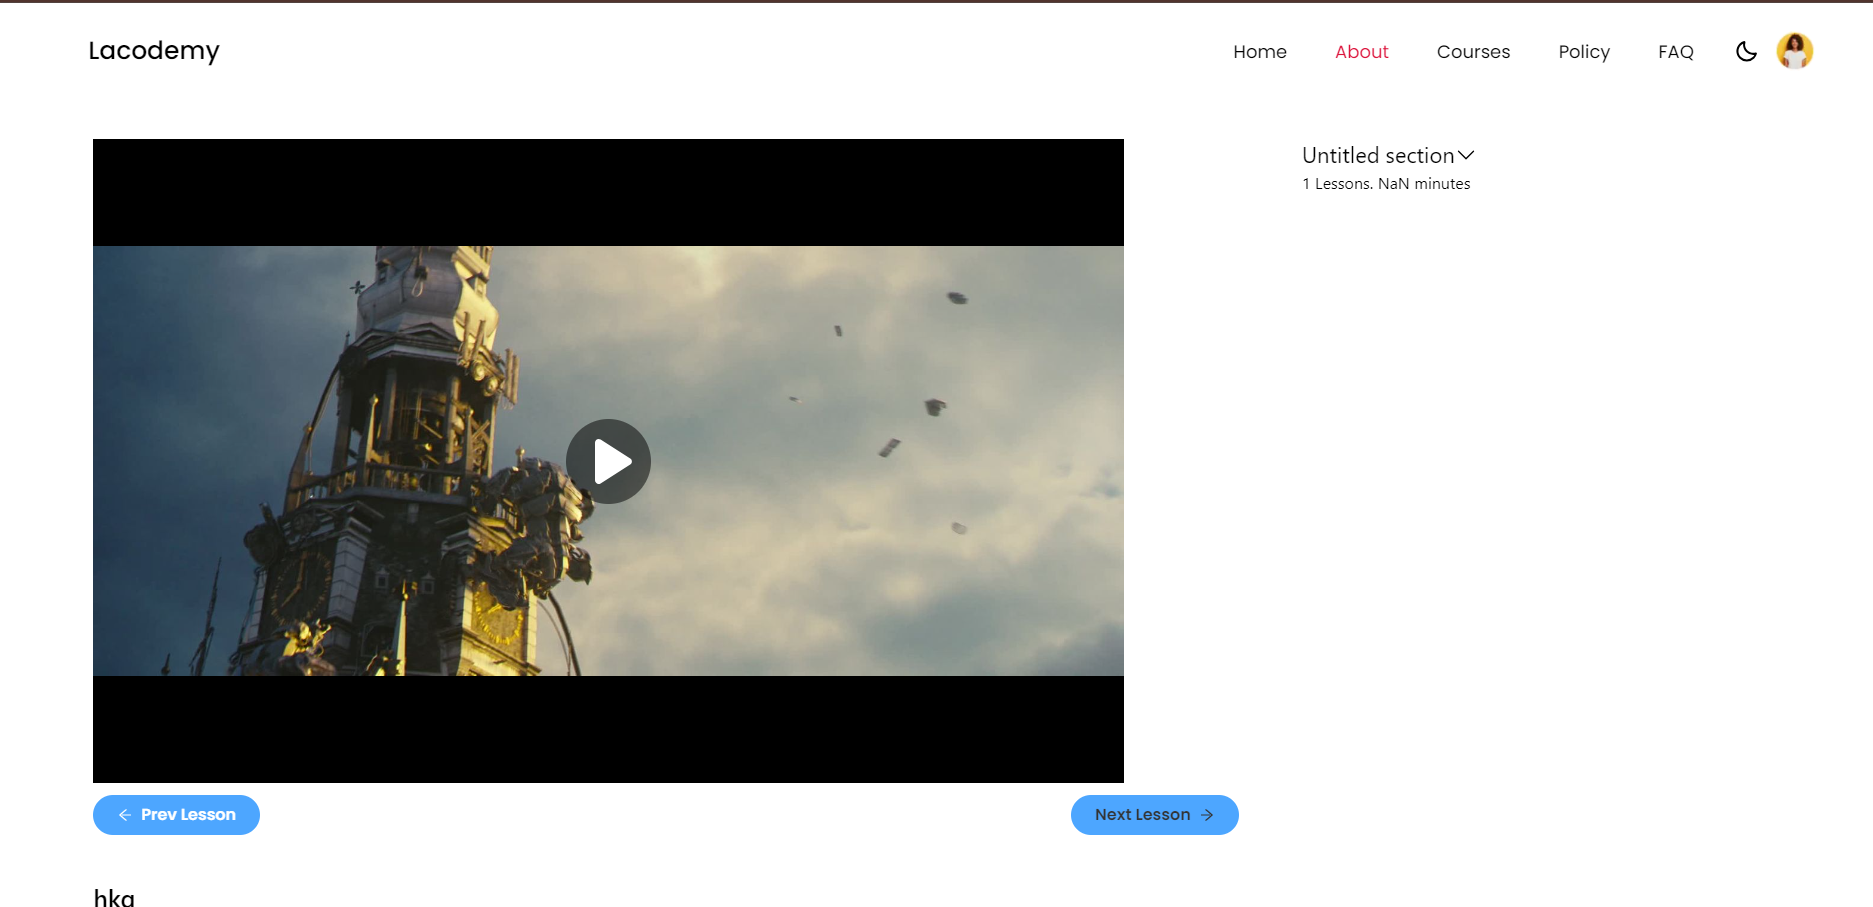 Lacodemy
Home About Courses Policy FAQ
Untitled section
1 Lessons. NaN minutes
Prev Lesson
Next Lesson
hkg